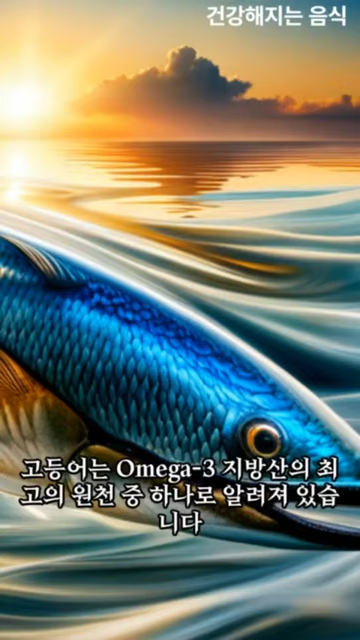 건강해지는 음식
고등어는 Omega-3 지방산의 최
고의 원천 중 하나로 알려져 있습
니다